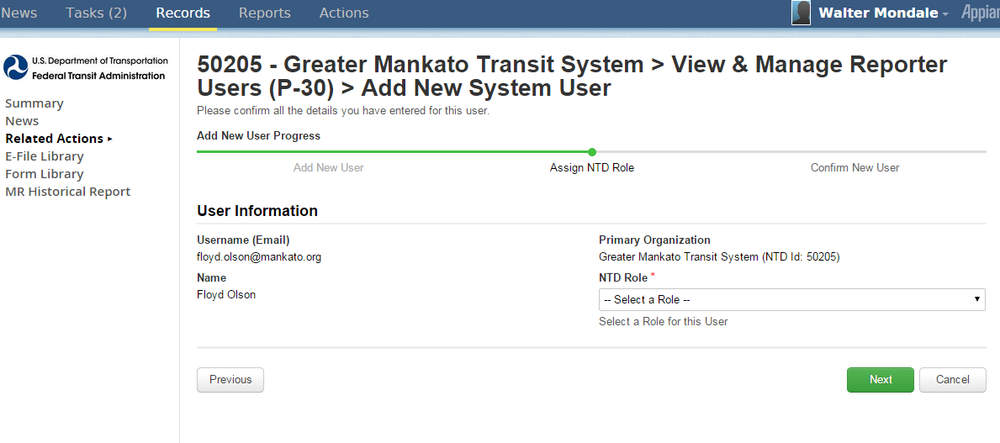 News Tasks (2) Records Reports Actions Walter Mondale
U.S. Department of Transportation
Federal Transit Administration
Summary
News
Related Actions ▸
E-File Library
Form Library
MR Historical Report
50205 - Greater Mankato Transit System > View & Manage Reporter
Users (P-30) > Add New System User
Please confirm all the details you have entered for this user.
Add New User Progress
Add New User Assign NTD Role Confirm New User
User Information
Username (Email) Primary Organization
floyd.olson@mankato.org Greater Mankato Transit System (NTD Id: 50205)
Name NTD Role *
Floyd Olson
-- Select a Role --
Select a Role for this User
Previous Next Cancel